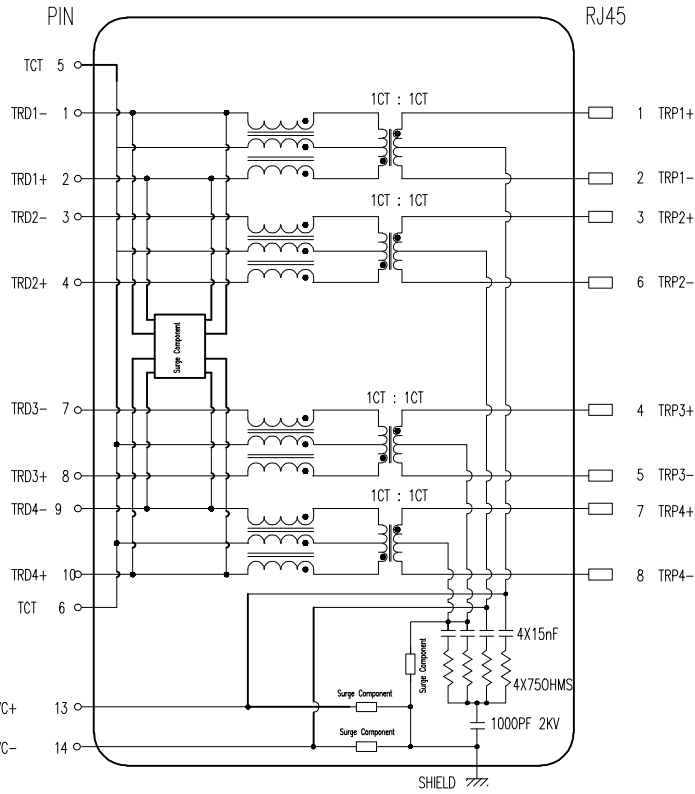 PIN RJ45
TCT 5
1CT : 1CT
TRD1- 1 1 TRP1+
TRD1+ 2 2 TRP1-
1CT : 1CT
TRD2- 3 3 TRP2+
TRD2+ 4 6 TRP2-
Surge Component
1CT : 1CT
TRD3- 7 4 TRP3+
TRD3+ 8 5 TRP3-
1CT : 1CT
TRD4- 9 7 TRP4+
TRD4+ 10 8 TRP4-
TCT 6
4X15nF
Surge Component
4X75OHMS
Surge Component
/C+ 13
1000PF 2KV
Surge Component
/C- 14
SHIELD